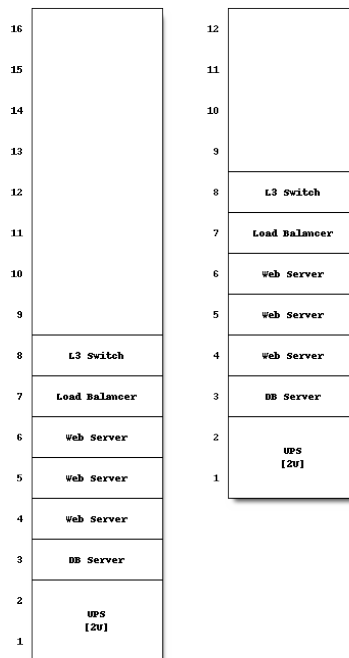 16
15
14
13
12
11
10
9
8 L3 Switch
7 Load Balancer
6 Web Server
5 Web Server
4 Web Server
3 DB Server
2
UPS
[2U]
1
12
11
10
9
8 L3 Switch
7 Load Balancer
6 Web Server
5 Web Server
4 Web Server
3 DB Server
2
UPS
[2U]
1